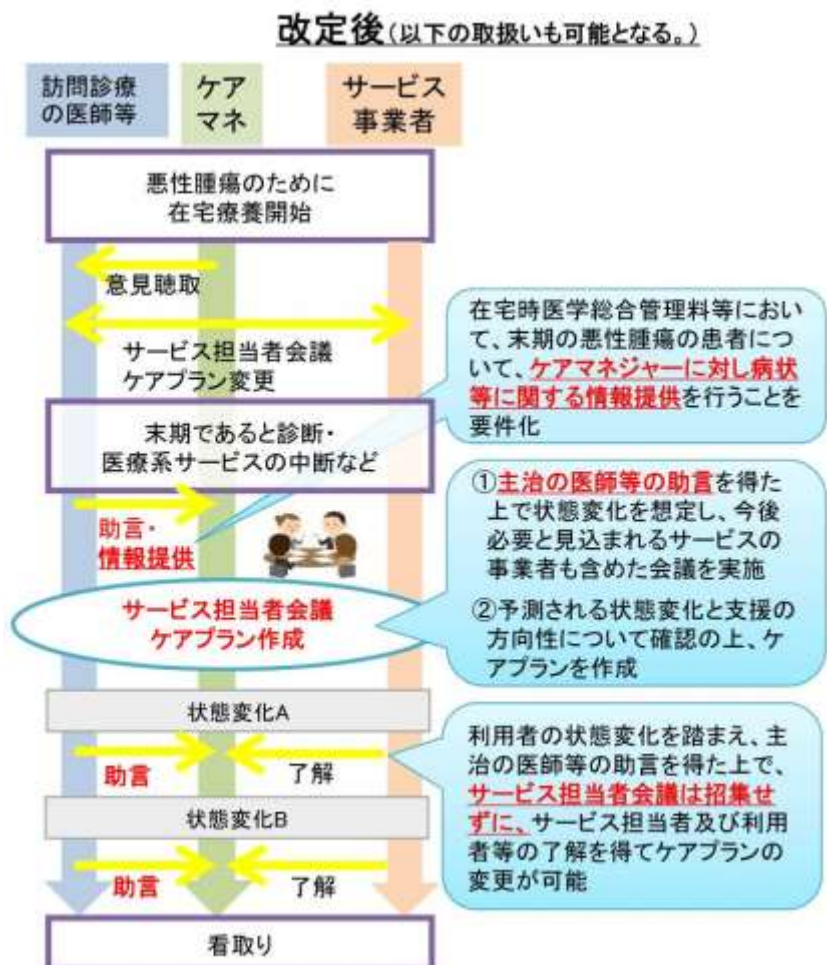 改定後(以下の取扱いも可能となる。)
訪問診療
の医師等
ケア
マネ
サービス
事業者
悪性腫瘍のために
在宅療養開始
意見聴取
サービス担当者会議
ケアプラン変更
在宅時医学総合管理料等におい
て、末期の悪性腫瘍の患者につ
いて、ケアマネジャーに対し病状
等に関する情報提供を行うことを
要件化
末期であると診断・
医療系サービスの中断など
助言・
情報提供
サービス担当者会議
ケアプラン作成
①主治の医師等の助言を得た
上で状態変化を想定し、今後
必要と見込まれるサービスの
事業者も含めた会議を実施
②予測される状態変化と支援の
方向性について確認の上、ケ
アプランを作成
状態変化A
助言
了解
利用者の状態変化を踏まえ、主
治の医師等の助言を得た上で、
サービス担当者会議は招集せ
ずに、サービス担当者及び利用
者等の了解を得てケアプランの
変更が可能
状態変化B
助言
了解
看取り